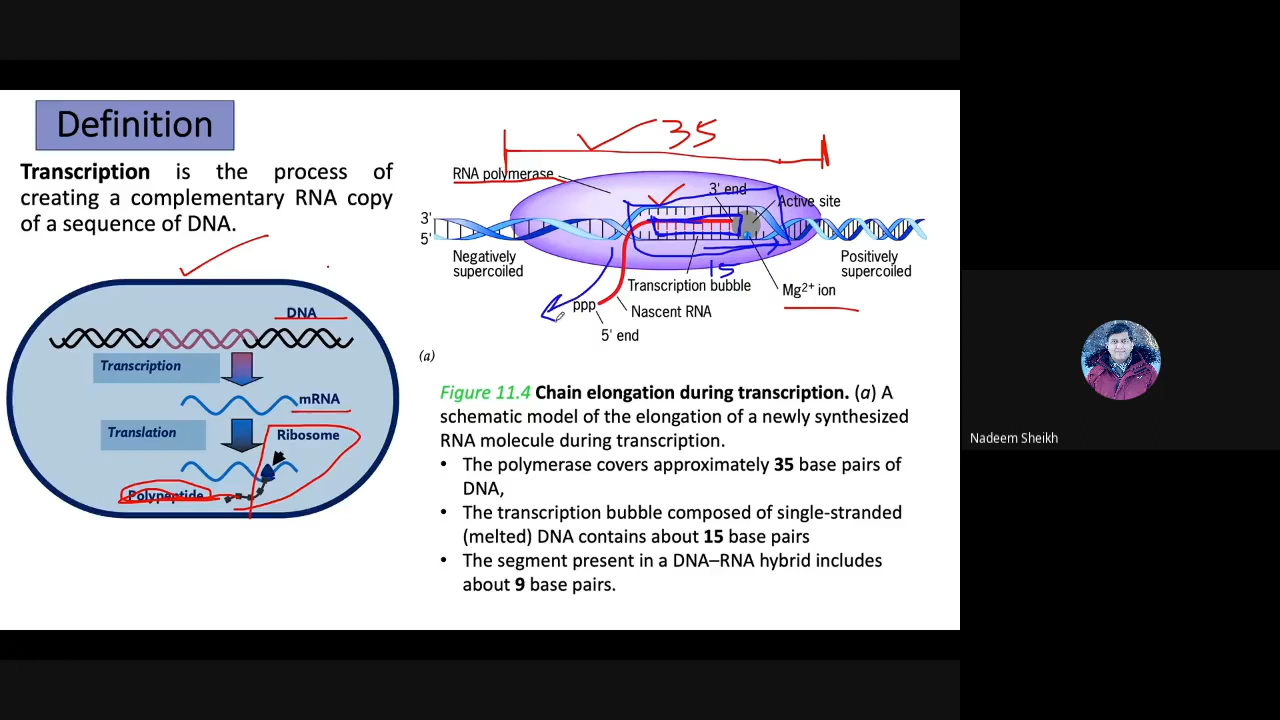 Definition
Transcription is the process of
creating a complementary RNA copy
of a sequence of DNA.
DNA
Transcription
mRNA
Translation
Ribosome
Polypeptide
35
RNA polymerase
3' end
Active site
3'
5'
Negatively
supercoiled
Positively
supercoiled
15
Transcription bubble
Mg2+ ion
ppp
Nascent RNA
5' end
(a)
Figure 11.4 Chain elongation during transcription. (a) A
schematic model of the elongation of a newly synthesized
RNA molecule during transcription.
• The polymerase covers approximately 35 base pairs of
DNA,
• The transcription bubble composed of single-stranded
(melted) DNA contains about 15 base pairs
• The segment present in a DNA–RNA hybrid includes
about 9 base pairs.
Nadeem Sheikh